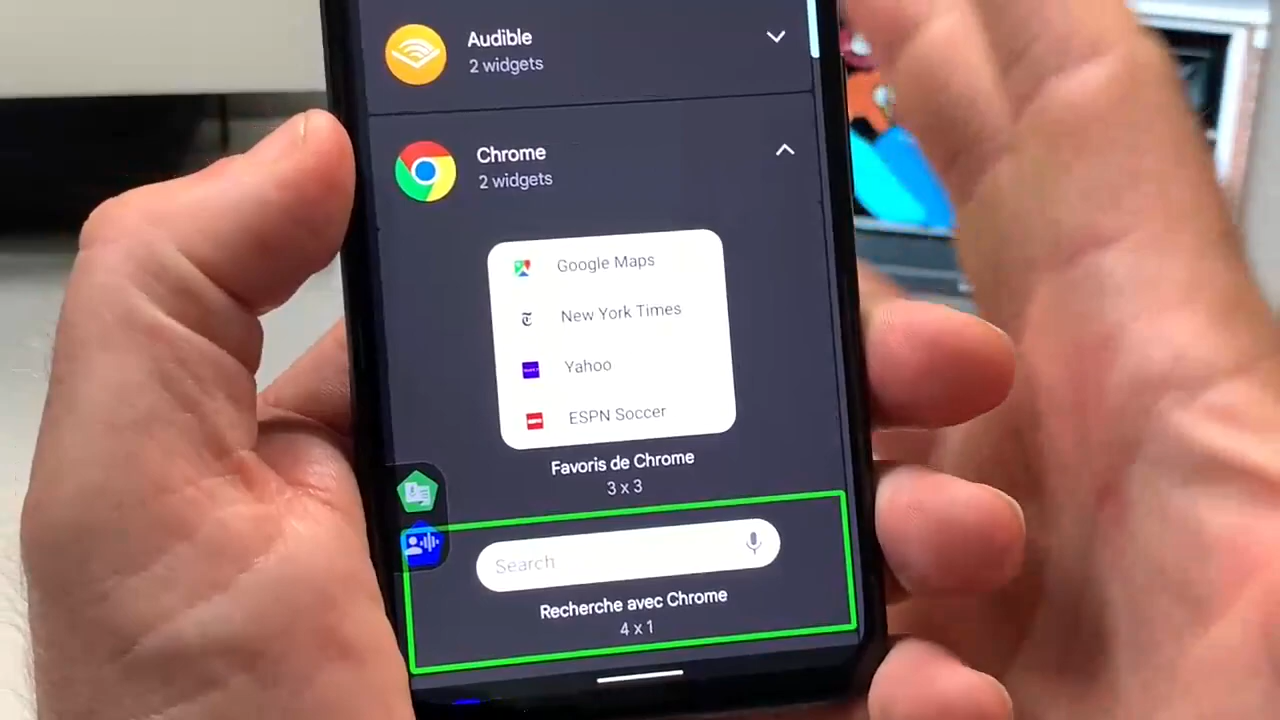 Audible
2 widgets
Chrome
2 widgets
Google Maps
New York Times
Yahoo
ESPN Soccer
Favoris de Chrome
3 x 3
Search
Recherche avec Chrome
4 x 1